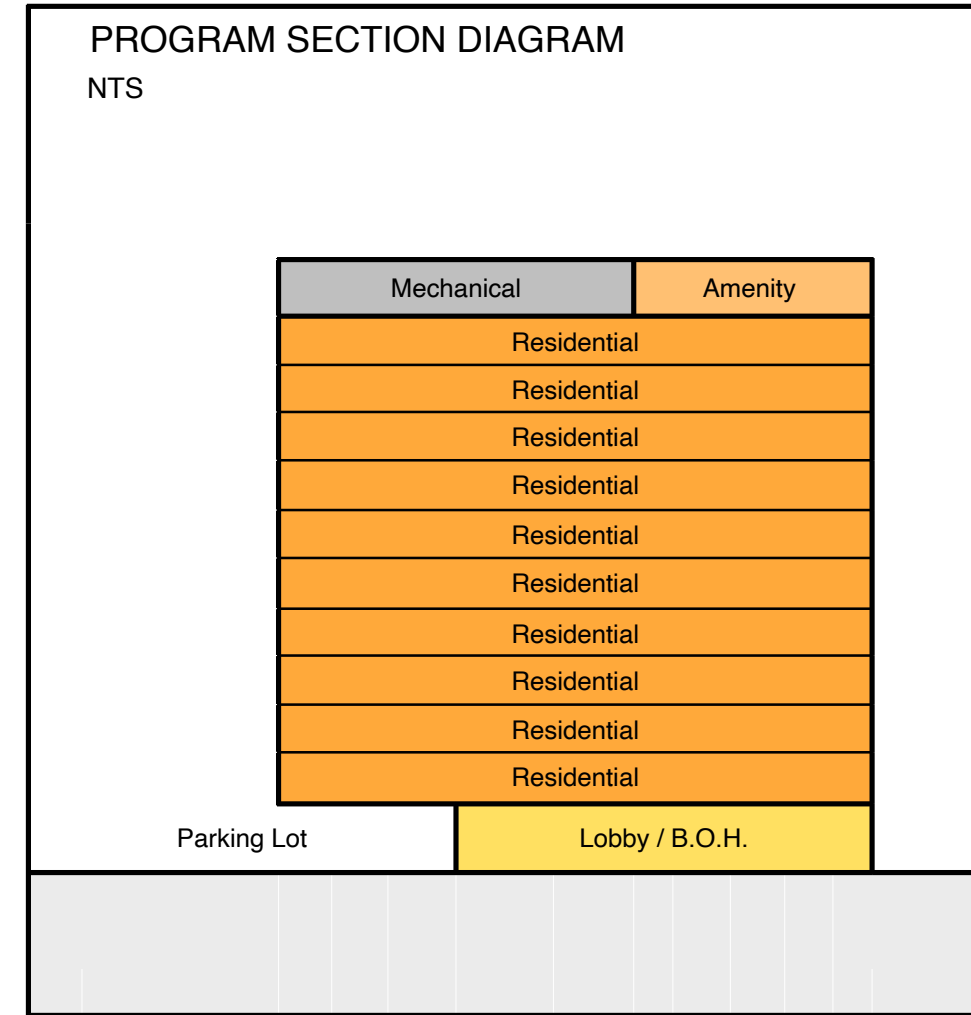 PROGRAM SECTION DIAGRAM
NTS
Mechanical Amenity
Residential
Residential
Residential
Residential
Residential
Residential
Residential
Residential
Residential
Residential
Parking Lot Lobby / B.O.H.